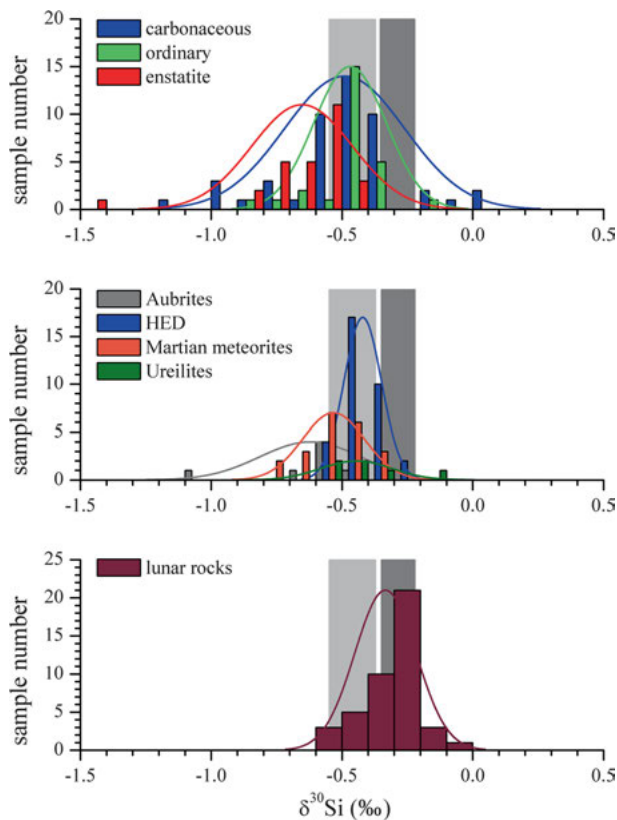 20
15
10
5
0
sample number
carbonaceous
ordinary
enstatite
-1.5 -1.0 -0.5 0.0 0.5
20
15
10
5
0
sample number
Aubrites
HED
Martian meteorites
Ureilites
-1.5 -1.0 -0.5 0.0 0.5
25
20
15
10
5
0
sample number
lunar rocks
-1.5 -1.0 -0.5 0.0 0.5
δ³⁰Si (‰)